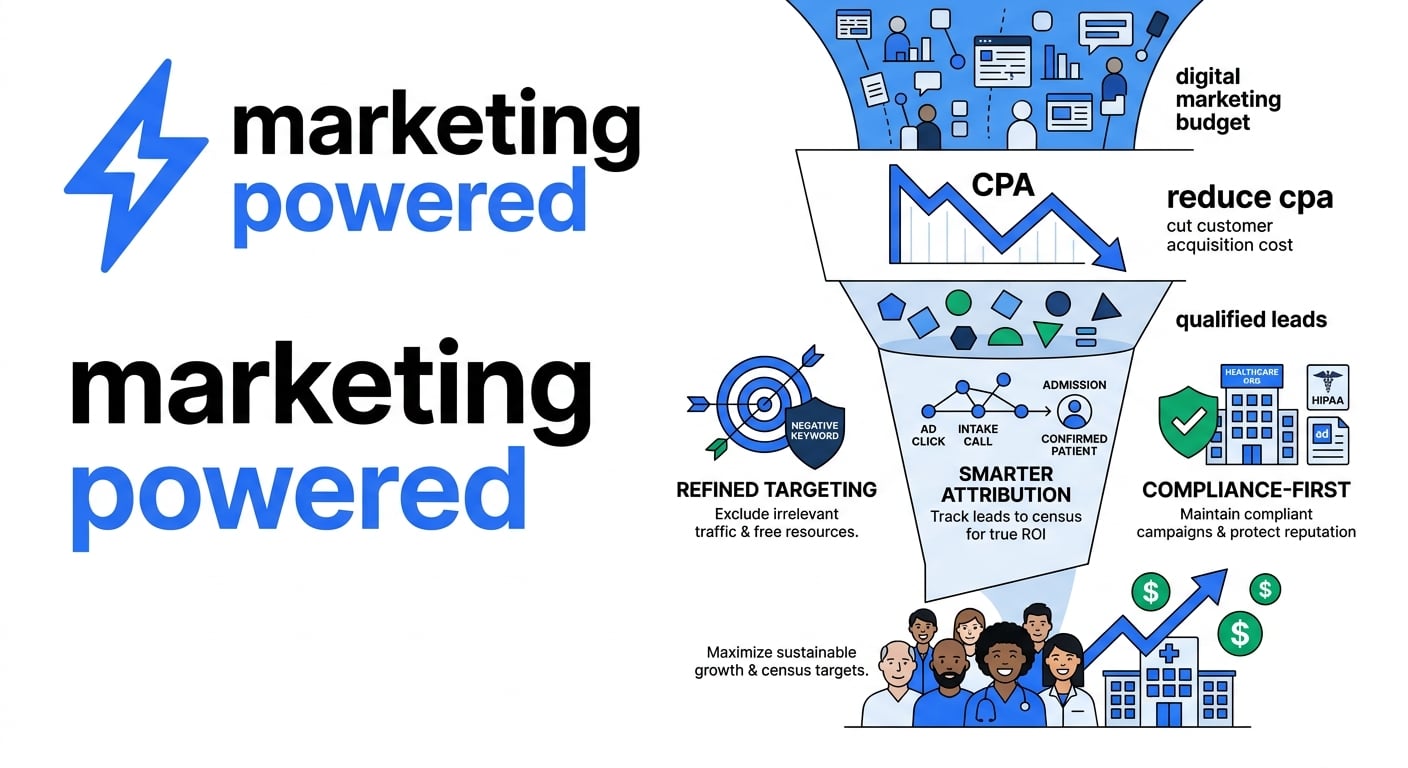 marketing
powered
marketing
powered
digital
marketing
budget
CPA
reduce cpa
cut customer
acquisition cost
qualified leads
NEGATIVE
KEYWORD
REFINED TARGETING
Exclude irrelevant
traffic & free resources.
AD
CLICK
INTAKE
CALL
ADMISSION
CONFIRMED
PATIENT
SMARTER
ATTRIBUTION
Track leads to census
for true ROI
HEALTHCARE
ORG
HIPAA
ad
COMPLIANCE-FIRST
Maintain compliant
campaigns & protect reputation
Maximize sustainable
growth & census targets.
$
$
$